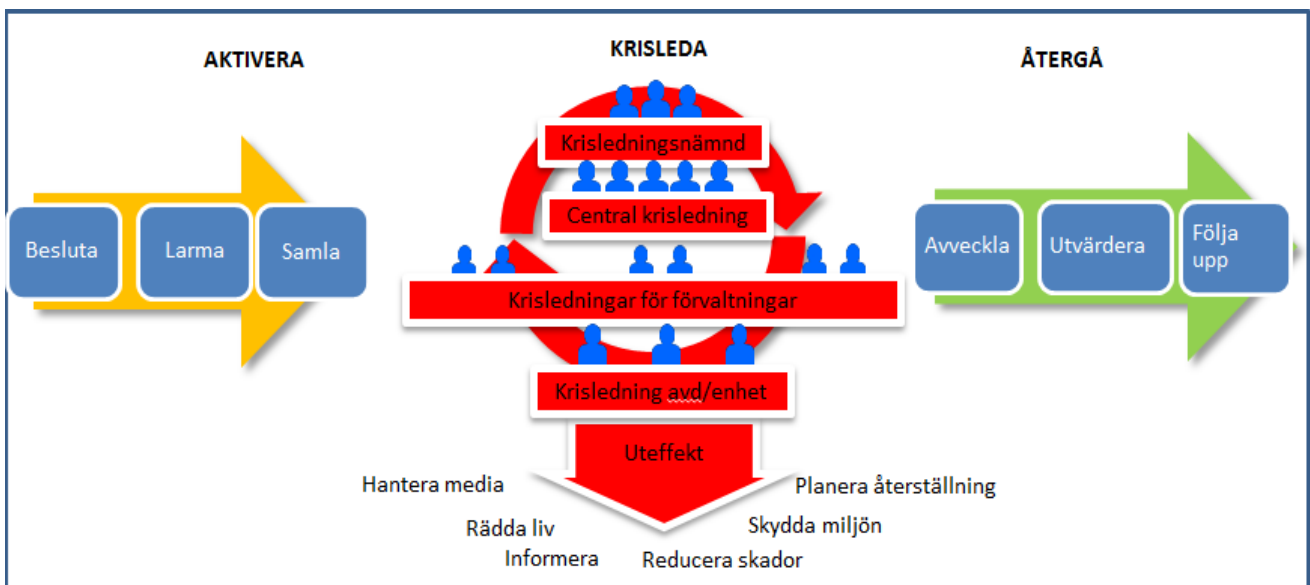 AKTIVERA
KRISLEDA
ÅTERGÅ
Besluta
Larma
Samla
Krisledningsnämnd
Central krisledning
Krisledningar för förvaltningar
Krisledning avd/enhet
Uteffekt
Hantera media
Rädda liv
Informera
Reducera skador
Skydda miljön
Planera återställning
Avveckla
Utvärdera
Följa
upp